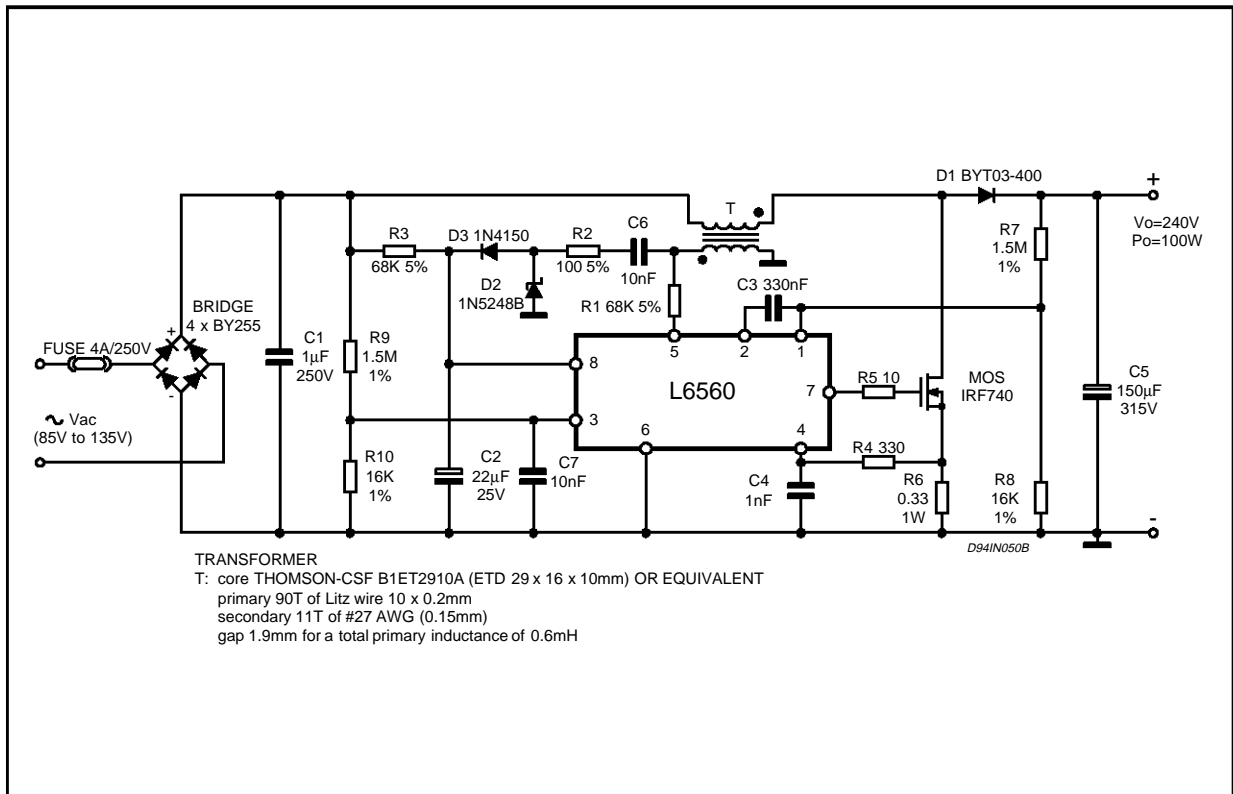 D1 BYT03-400
+
T
C6
R7
1.5M
1%
Vo=240V
Po=100W
R3
68K 5%
D3 1N4150
R2
100 5%
10nF
C3 330nF
D2
1N5248B
R1 68K 5%
BRIDGE
4 x BY255
+
-
FUSE 4A/250V
C1
1µF
250V
R9
1.5M
1%
5
2
1
8
L6560
7
R5 10
MOS
IRF740
C5
150µF
315V
3
6
4
~ Vac
(85V to 135V)
R10
16K
1%
C2
22µF
25V
C7
10nF
R4 330
C4
1nF
R6
0.33
1W
R8
16K
1%
-
D94IN050B
TRANSFORMER
T: core THOMSON-CSF B1ET2910A (ETD 29 x 16 x 10mm) OR EQUIVALENT
primary 90T of Litz wire 10 x 0.2mm
secondary 11T of #27 AWG (0.15mm)
gap 1.9mm for a total primary inductance of 0.6mH